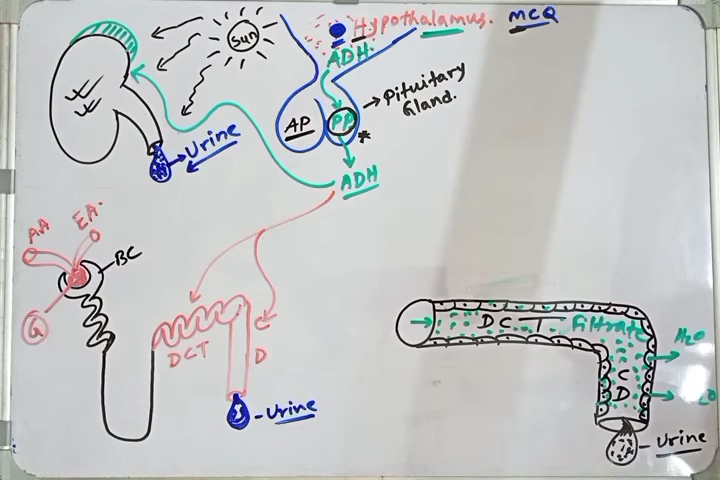 Sun
Hypothalamus. MCQ
ADH.
Pituitary
Gland.
AP
PP
*
Urine
ADH
AA
EA.
BC
G
DCT
D
Urine
DCT Filtrate
H2O
CD
Urine